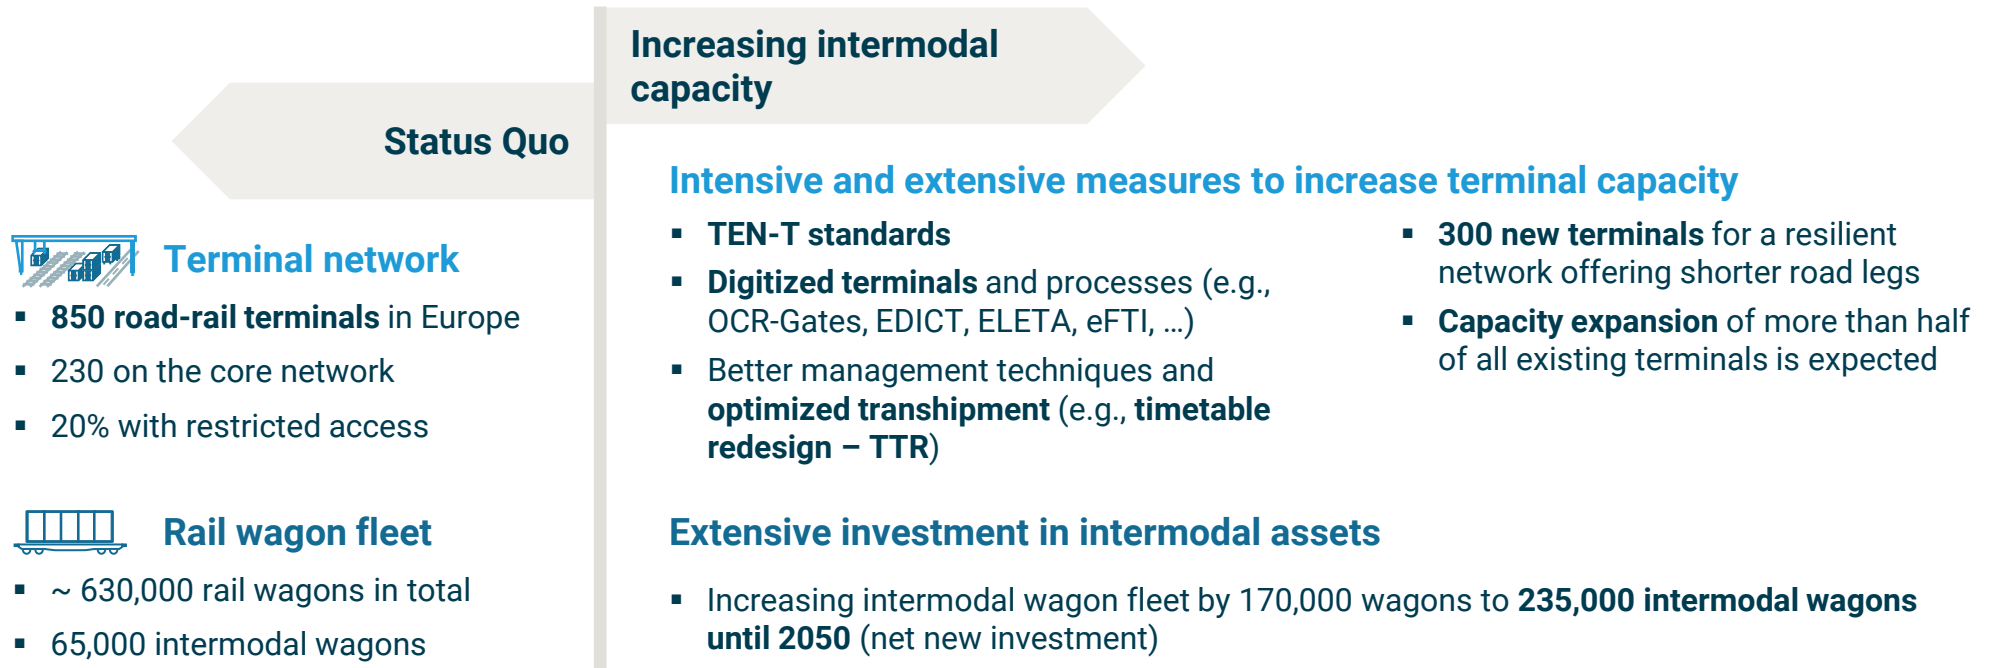 Status Quo
Terminal network
▪ 850 road-rail terminals in Europe
▪ 230 on the core network
▪ 20% with restricted access
Rail wagon fleet
▪ ~ 630,000 rail wagons in total
▪ 65,000 intermodal wagons
Increasing intermodal
capacity
Intensive and extensive measures to increase terminal capacity
▪ TEN-T standards
▪ Digitized terminals and processes (e.g.,
OCR-Gates, EDICT, ELETA, eFTI, …)
▪ Better management techniques and
optimized transhipment (e.g., timetable
redesign – TTR)
▪ 300 new terminals for a resilient
network offering shorter road legs
▪ Capacity expansion of more than half
of all existing terminals is expected
Extensive investment in intermodal assets
▪ Increasing intermodal wagon fleet by 170,000 wagons to 235,000 intermodal wagons
until 2050 (net new investment)